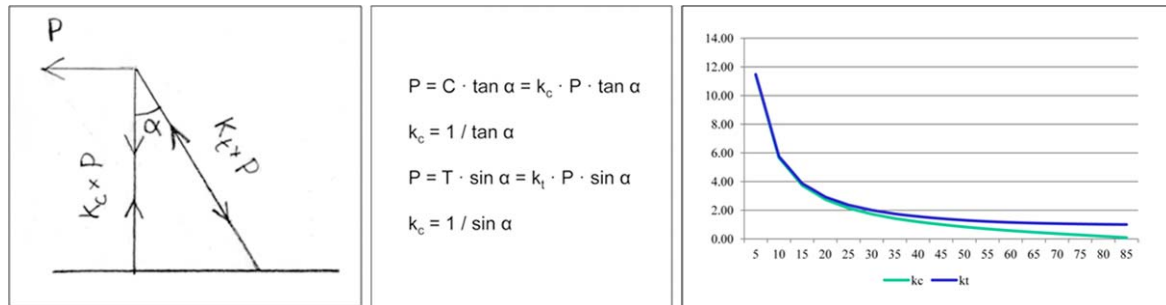 P
α
Kc × P
Kt × P
P = C · tan α = kc · P · tan α
kc = 1 / tan α
P = T · sin α = kt · P · sin α
kc = 1 / sin α
14.00
12.00
10.00
8.00
6.00
4.00
2.00
0.00
5 10 15 20 25 30 35 40 45 50 55 60 65 70 75 80 85
kc kt